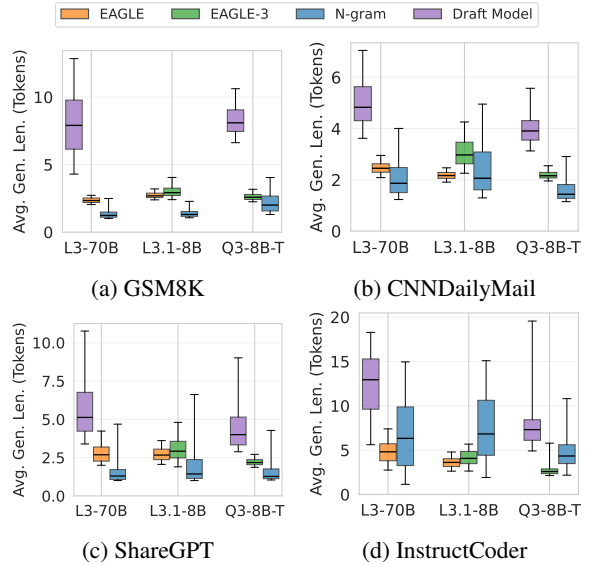 EAGLE EAGLE-3 N-gram Draft Model
Avg. Gen. Len. (Tokens)
10
5
0
L3-70B L3.1-8B Q3-8B-T
(a) GSM8K
Avg. Gen. Len. (Tokens)
6
4
2
0
L3-70B L3.1-8B Q3-8B-T
(b) CNNDailyMail
Avg. Gen. Len. (Tokens)
10.0
7.5
5.0
2.5
0.0
L3-70B L3.1-8B Q3-8B-T
(c) ShareGPT
Avg. Gen. Len. (Tokens)
20
15
10
5
0
L3-70B L3.1-8B Q3-8B-T
(d) InstructCoder